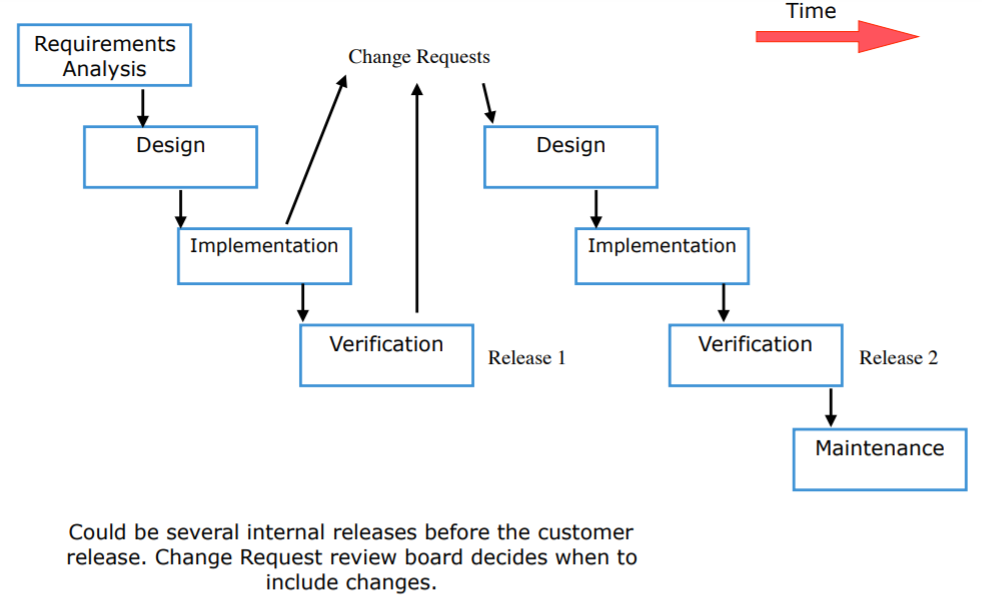 Time
Requirements
Analysis
Change Requests
Design
Design
Implementation
Implementation
Verification
Release 1
Verification
Release 2
Maintenance
Could be several internal releases before the customer
release. Change Request review board decides when to
include changes.